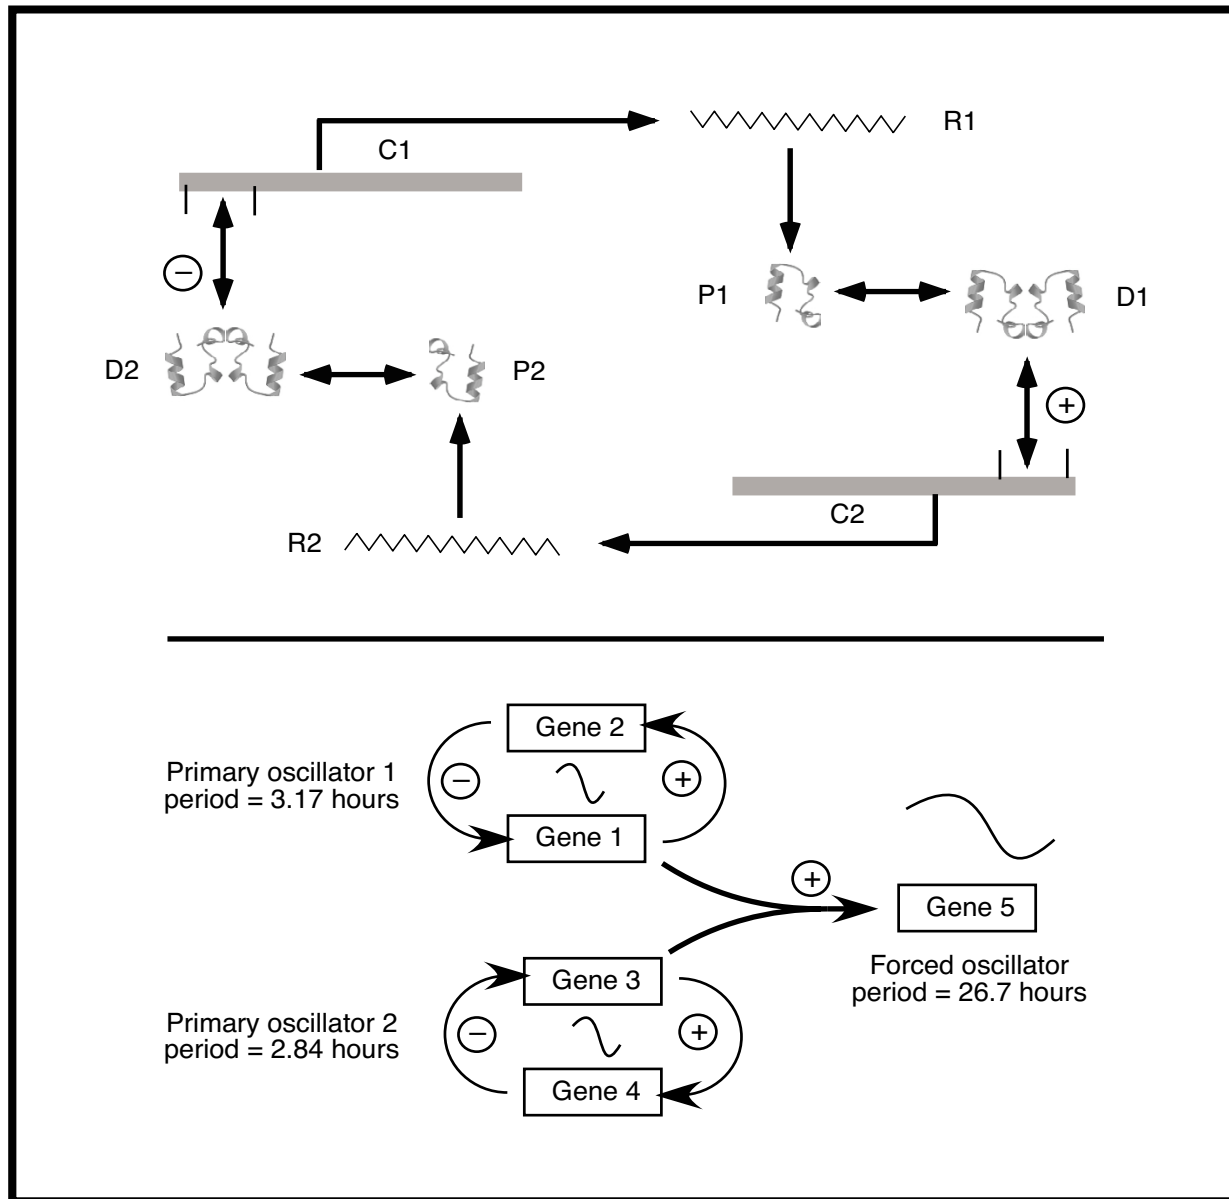 C1
R1
−
P1
D1
D2
P2
+
C2
R2
Gene 2
Primary oscillator 1
period = 3.17 hours
−
+
Gene 1
+
Gene 5
Forced oscillator
period = 26.7 hours
Gene 3
Primary oscillator 2
period = 2.84 hours
−
+
Gene 4